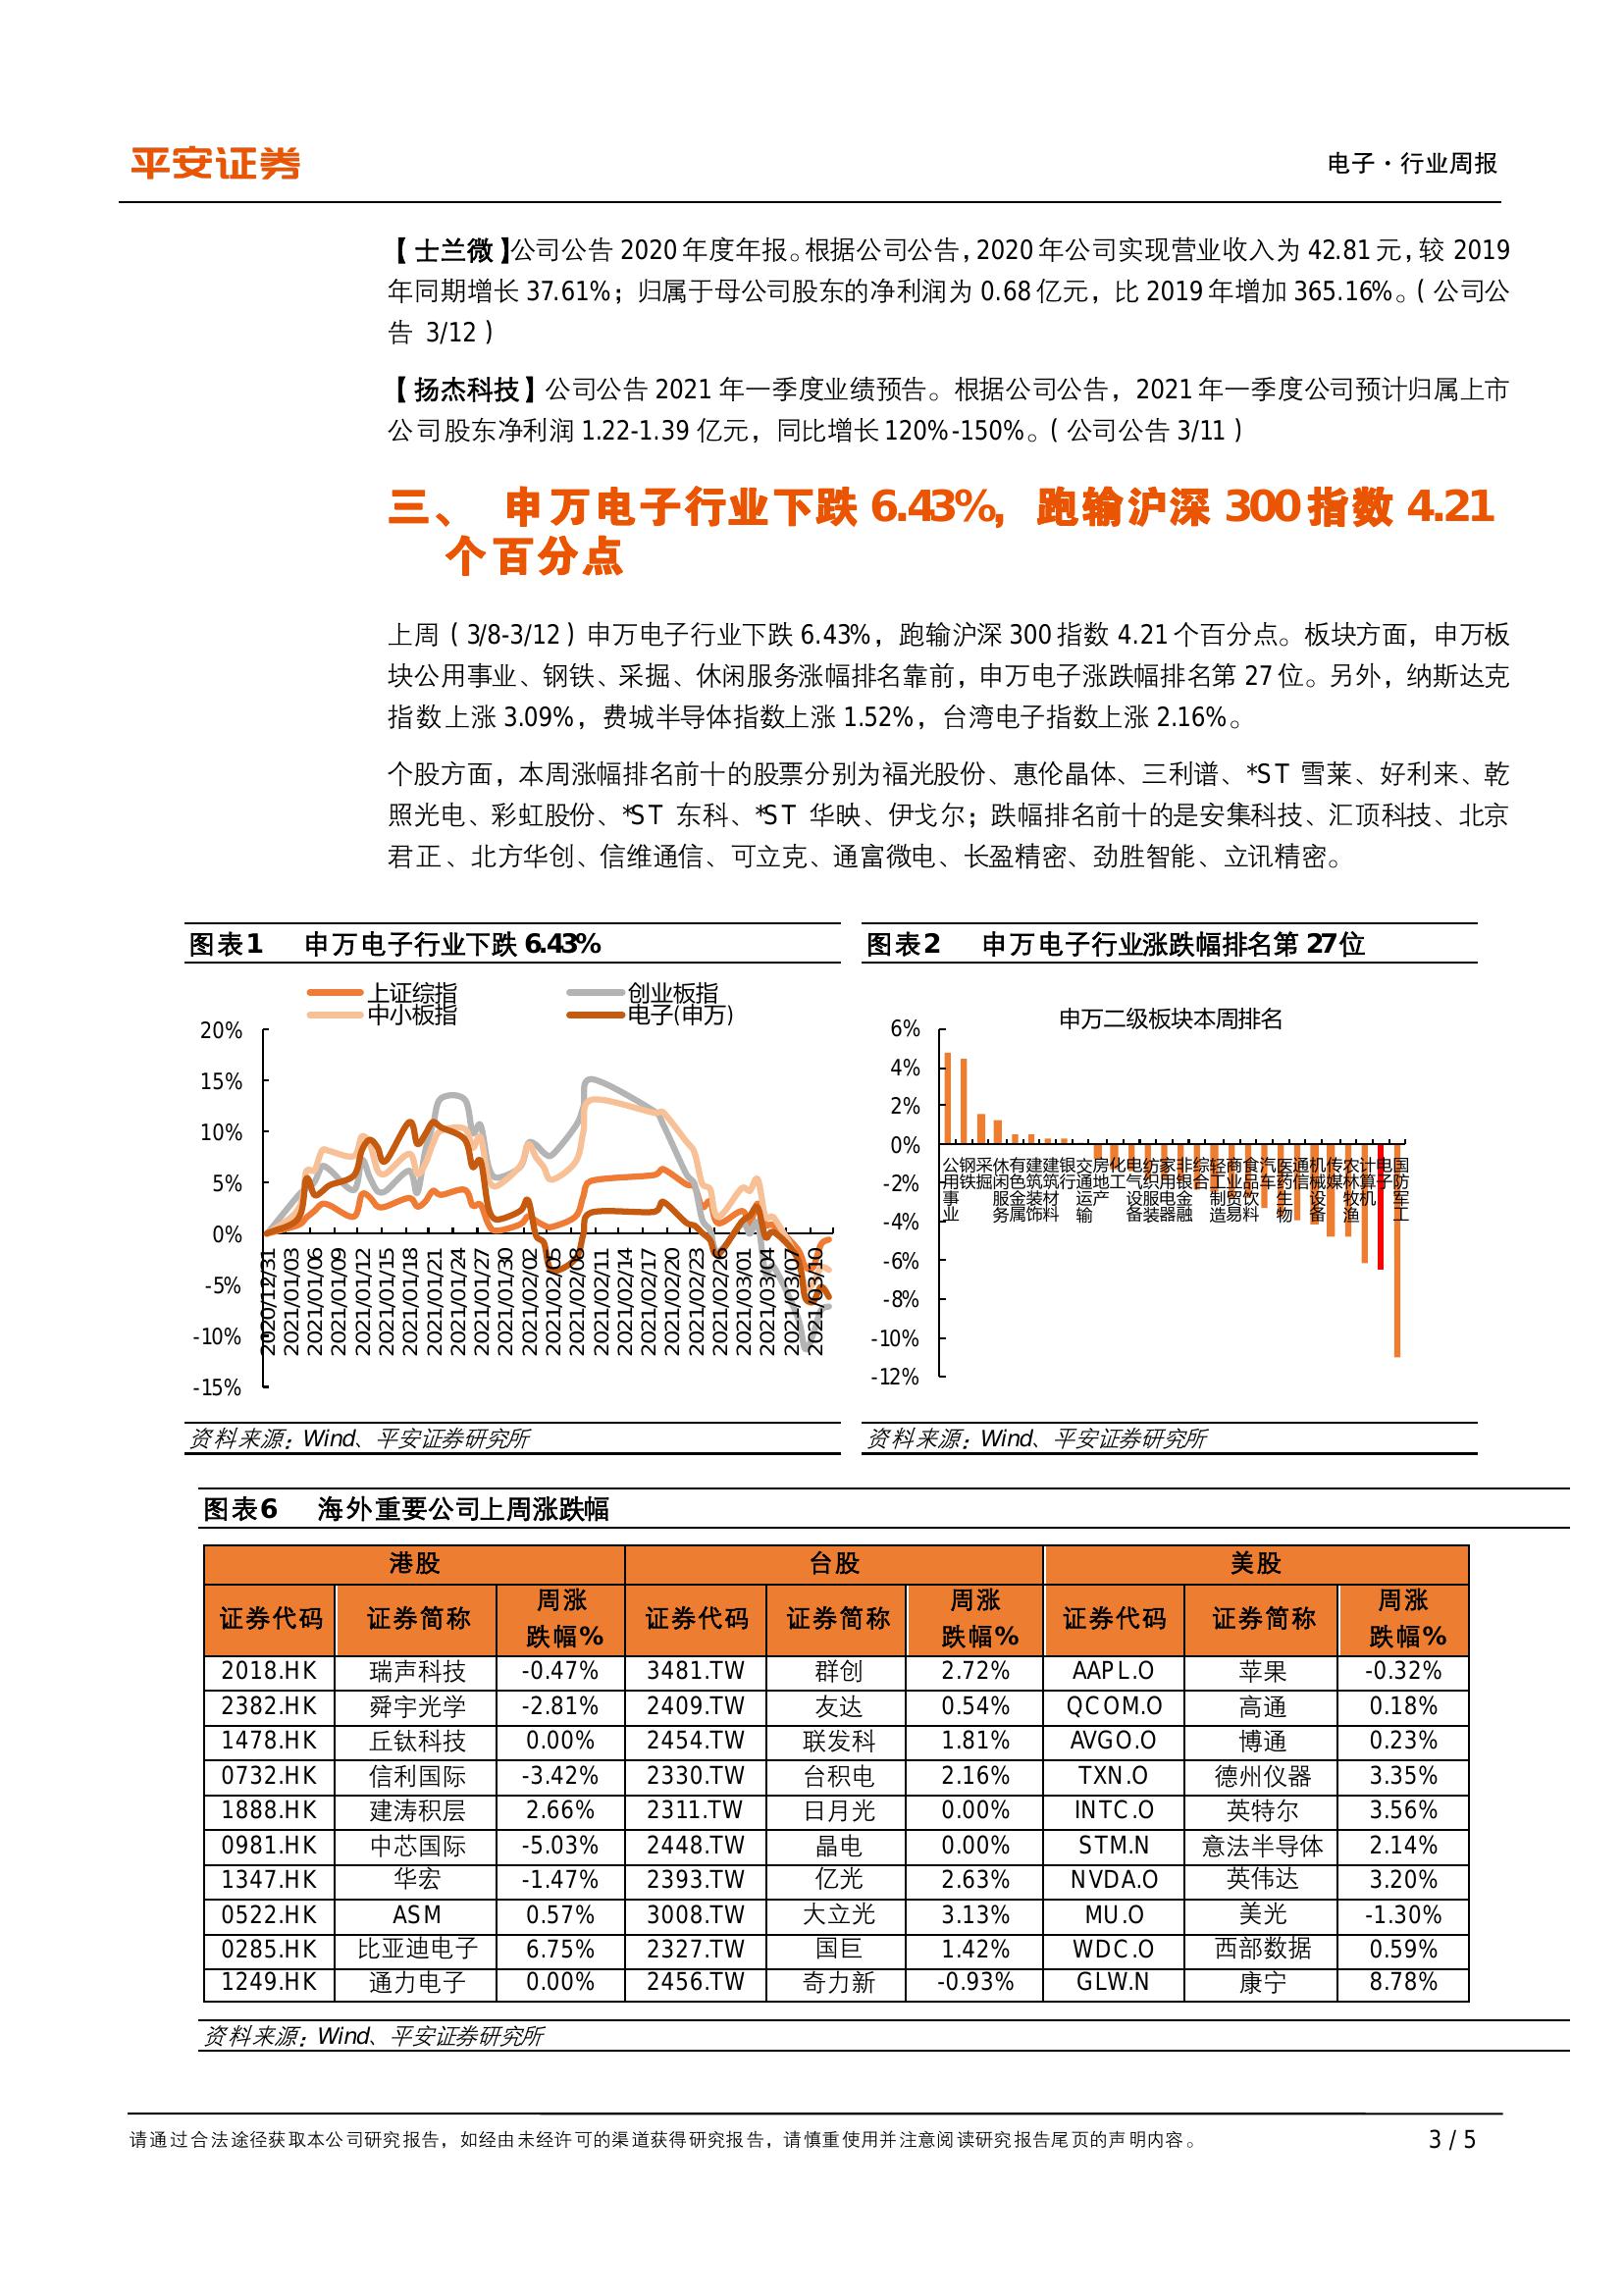 平安证券
电子·行业周报
【士兰微】公司公告 2020 年度年报。根据公司公告，2020 年公司实现营业收入为 42.81 元，较 2019
年同期增长 37.61%；归属于母公司股东的净利润为 0.68 亿元，比 2019 年增加 365.16%。（公司公
告 3/12）
【扬杰科技】公司公告 2021 年一季度业绩预告。根据公司公告，2021 年一季度公司预计归属上市
公司股东净利润 1.22-1.39 亿元，同比增长 120%-150%。（公司公告 3/11）
三、 申万电子行业下跌 6.43%，跑输沪深 300 指数 4.21
个百分点
上周（3/8-3/12）申万电子行业下跌 6.43%，跑输沪深 300 指数 4.21 个百分点。板块方面，申万板
块公用事业、钢铁、采掘、休闲服务涨幅排名靠前，申万电子涨跌幅排名第 27 位。另外，纳斯达克
指数上涨 3.09%，费城半导体指数上涨 1.52%，台湾电子指数上涨 2.16%。
个股方面，本周涨幅排名前十的股票分别为福光股份、惠伦晶体、三利谱、*ST 雪莱、好利来、乾
照光电、彩虹股份、*ST 东科、*ST 华映、伊戈尔；跌幅排名前十的是安集科技、汇顶科技、北京
君正、北方华创、信维通信、可立克、通富微电、长盈精密、劲胜智能、立讯精密。
图表1 申万电子行业下跌 6.43%
上证综指 创业板指
中小板指 电子(申万)
20%
15%
10%
5%
0%
-5%
-10%
-15%
2020/12/31
2021/01/03
2021/01/06
2021/01/09
2021/01/12
2021/01/15
2021/01/18
2021/01/21
2021/01/24
2021/01/27
2021/01/30
2021/02/02
2021/02/05
2021/02/08
2021/02/11
2021/02/14
2021/02/17
2021/02/20
2021/02/23
2021/02/26
2021/03/01
2021/03/04
2021/03/07
2021/03/10
资料来源：Wind、平安证券研究所
图表2 申万电子行业涨跌幅排名第 27位
申万二级板块本周排名
6%
4%
2%
0%
-2%
-4%
-6%
-8%
-10%
-12%
公用事业
钢铁
采掘
休闲服务
有色金属
建筑装饰
建筑材料
银行
交通运输
房地产
化工
电气设备
纺织服装
家用电器
非银金融
综合
轻工制造
商业贸易
食品饮料
汽车
医药生物
通信
机械设备
传媒
农林牧渔
计算机
电子
国防军工
资料来源：Wind、平安证券研究所
图表6 海外重要公司上周涨跌幅
港股 台股 美股
证券代码 证券简称 周涨跌幅% 证券代码 证券简称 周涨跌幅% 证券代码 证券简称 周涨跌幅%
2018.HK 瑞声科技 -0.47% 3481.TW 群创 2.72% AAPL.O 苹果 -0.32%
2382.HK 舜宇光学 -2.81% 2409.TW 友达 0.54% QCOM.O 高通 0.18%
1478.HK 丘钛科技 0.00% 2454.TW 联发科 1.81% AVGO.O 博通 0.23%
0732.HK 信利国际 -3.42% 2330.TW 台积电 2.16% TXN.O 德州仪器 3.35%
1888.HK 建涛积层 2.66% 2311.TW 日月光 0.00% INTC.O 英特尔 3.56%
0981.HK 中芯国际 -5.03% 2448.TW 晶电 0.00% STM.N 意法半导体 2.14%
1347.HK 华宏 -1.47% 2393.TW 亿光 2.63% NVDA.O 英伟达 3.20%
0522.HK ASM 0.57% 3008.TW 大立光 3.13% MU.O 美光 -1.30%
0285.HK 比亚迪电子 6.75% 2327.TW 国巨 1.42% WDC.O 西部数据 0.59%
1249.HK 通力电子 0.00% 2456.TW 奇力新 -0.93% GLW.N 康宁 8.78%
资料来源：Wind、平安证券研究所
请通过合法途径获取本公司研究报告，如经由未经许可的渠道获得研究报告，请慎重使用并注意阅读研究报告尾页的声明内容。
3 / 5